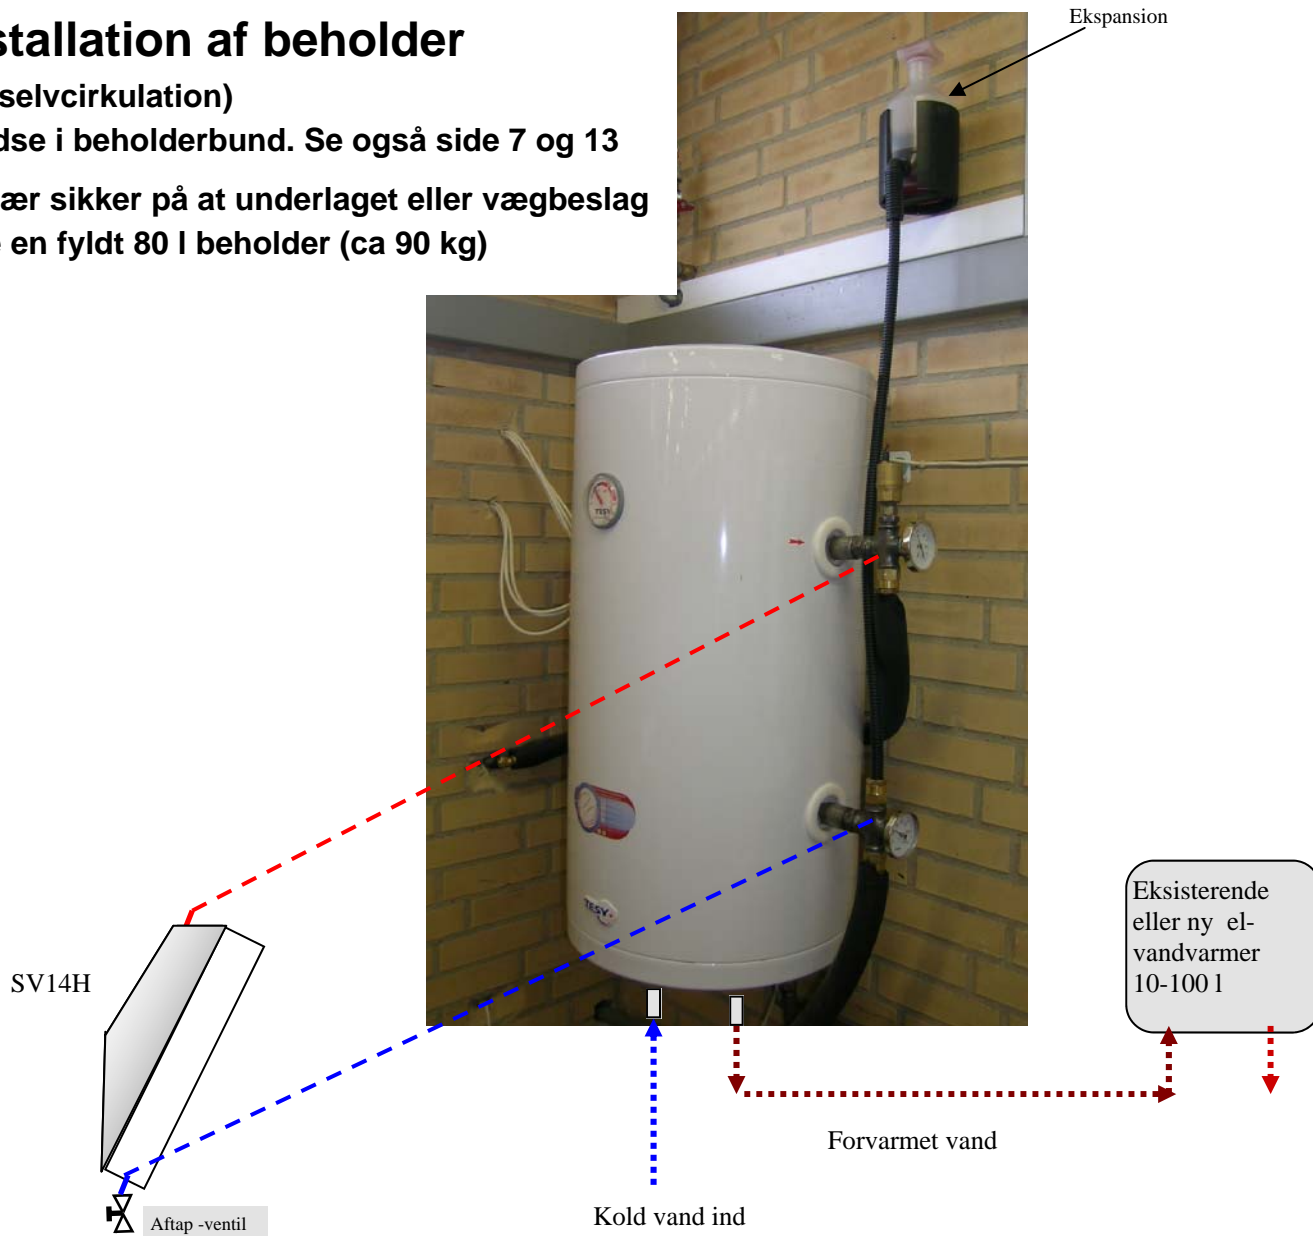 stallation af beholder
selvcirkulation)
dse i beholderbund. Se også side 7 og 13
ær sikker på at underlaget eller vægbeslag
e en fyldt 80 l beholder (ca 90 kg)
Ekspansion
TESY
TESY
SV14H
Eksisterende
eller ny el-
vandvarmer
10-100 l
Forvarmet vand
Kold vand ind
Aftap -ventil